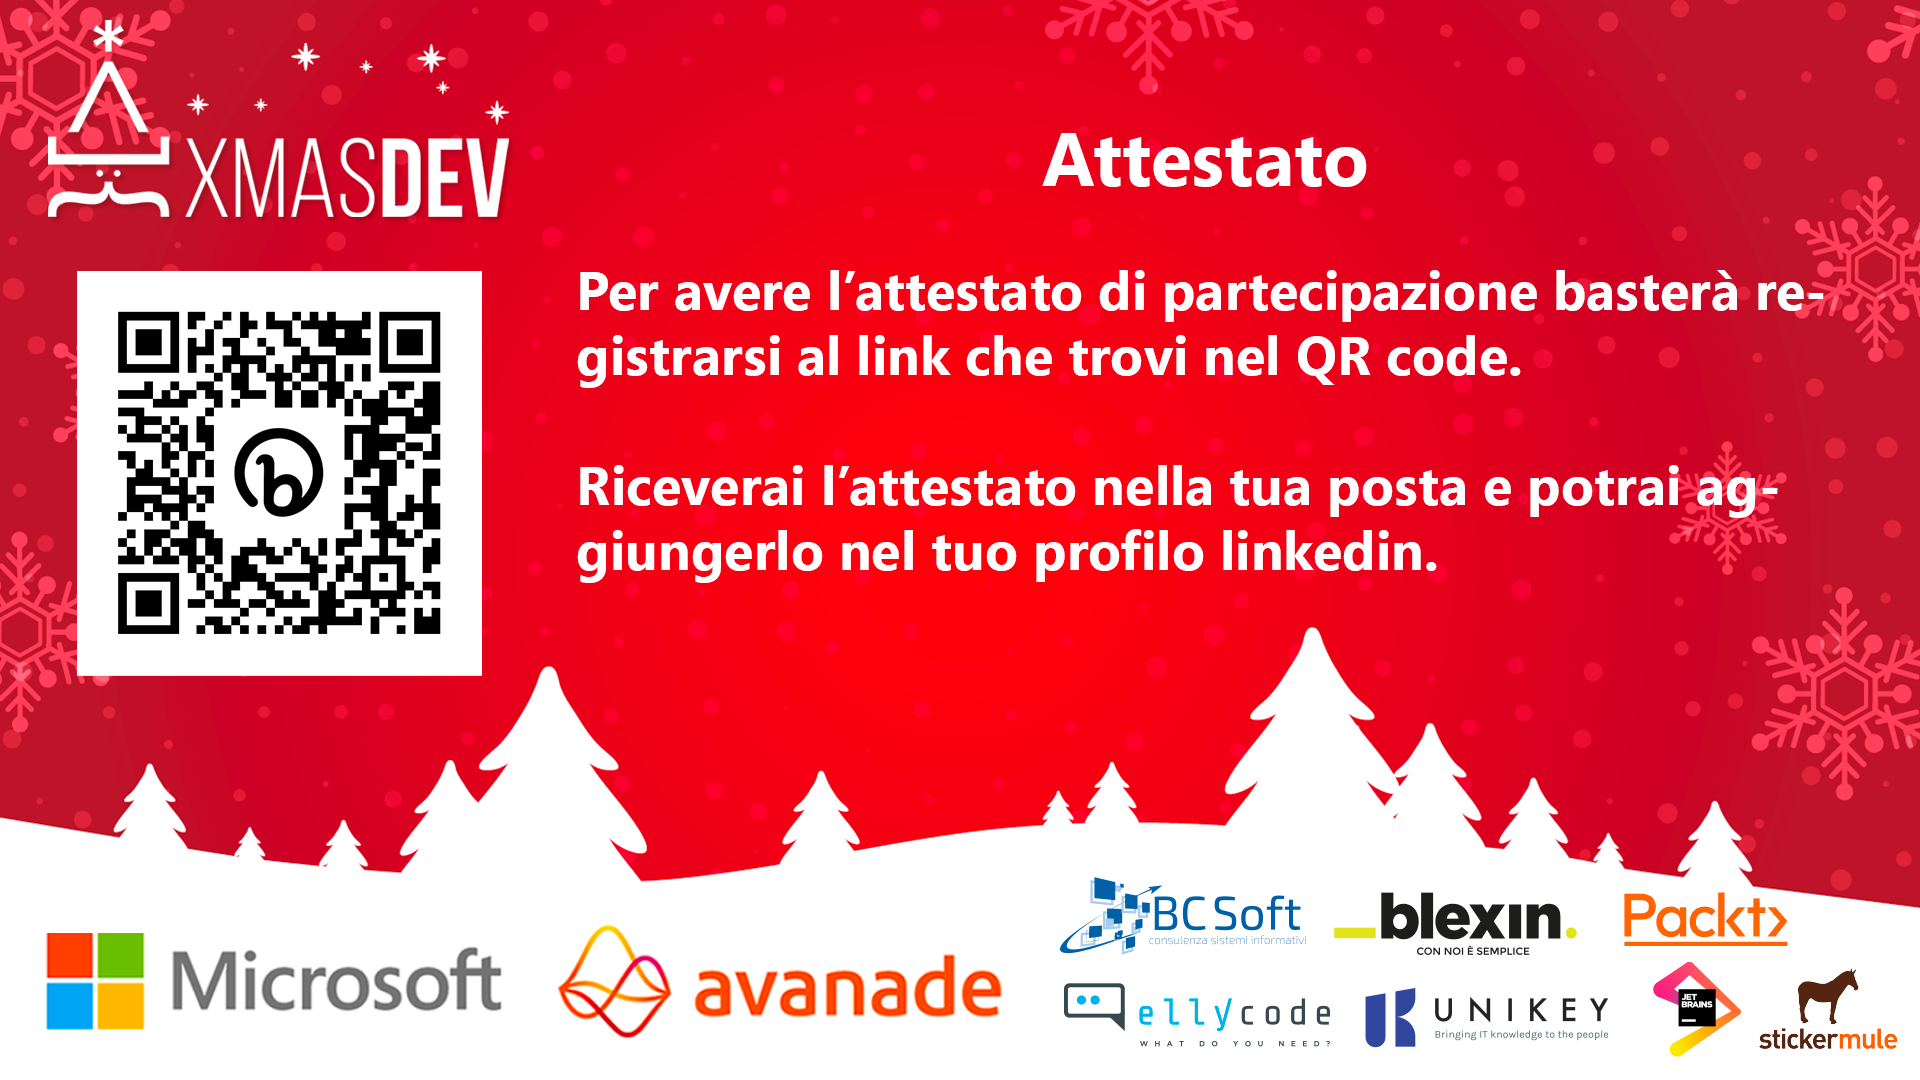 XMASDEV
Attestato
Per avere l’attestato di partecipazione basterà re-
gistrarsi al link che trovi nel QR code.
Riceverai l’attestato nella tua posta e potrai ag-
giungerlo nel tuo profilo linkedin.
Microsoft
avanade
BC Soft
consulenza sistemi informativi
blexın.
CON NOI È SEMPLICE
Packt>
ellycode
WHAT DO YOU NEED?
UNIKEY
Bringing IT knowledge to the people
JET
BRAINS
stickermule